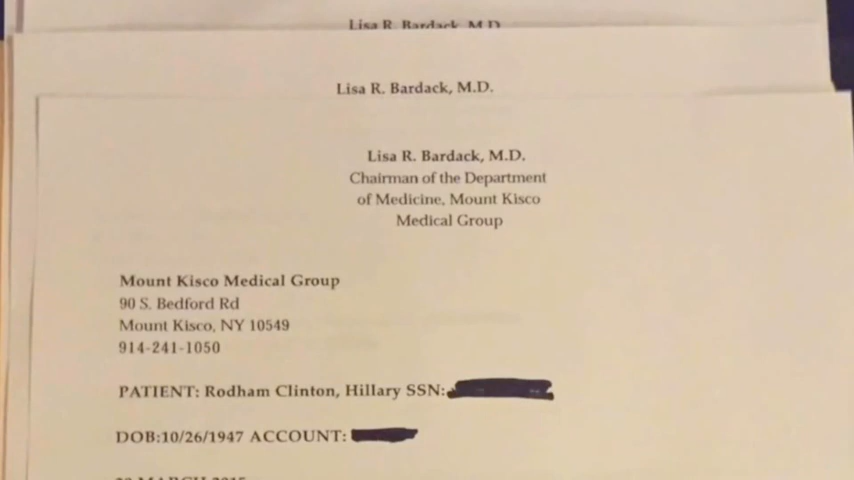 Lisa R. Bardack, M.D.
Lisa R. Bardack, M.D.
Lisa R. Bardack, M.D.
Chairman of the Department
of Medicine, Mount Kisco
Medical Group
Mount Kisco Medical Group
90 S. Bedford Rd
Mount Kisco, NY 10549
914-241-1050
PATIENT: Rodham Clinton, Hillary SSN:
DOB:10/26/1947 ACCOUNT:
MARCH